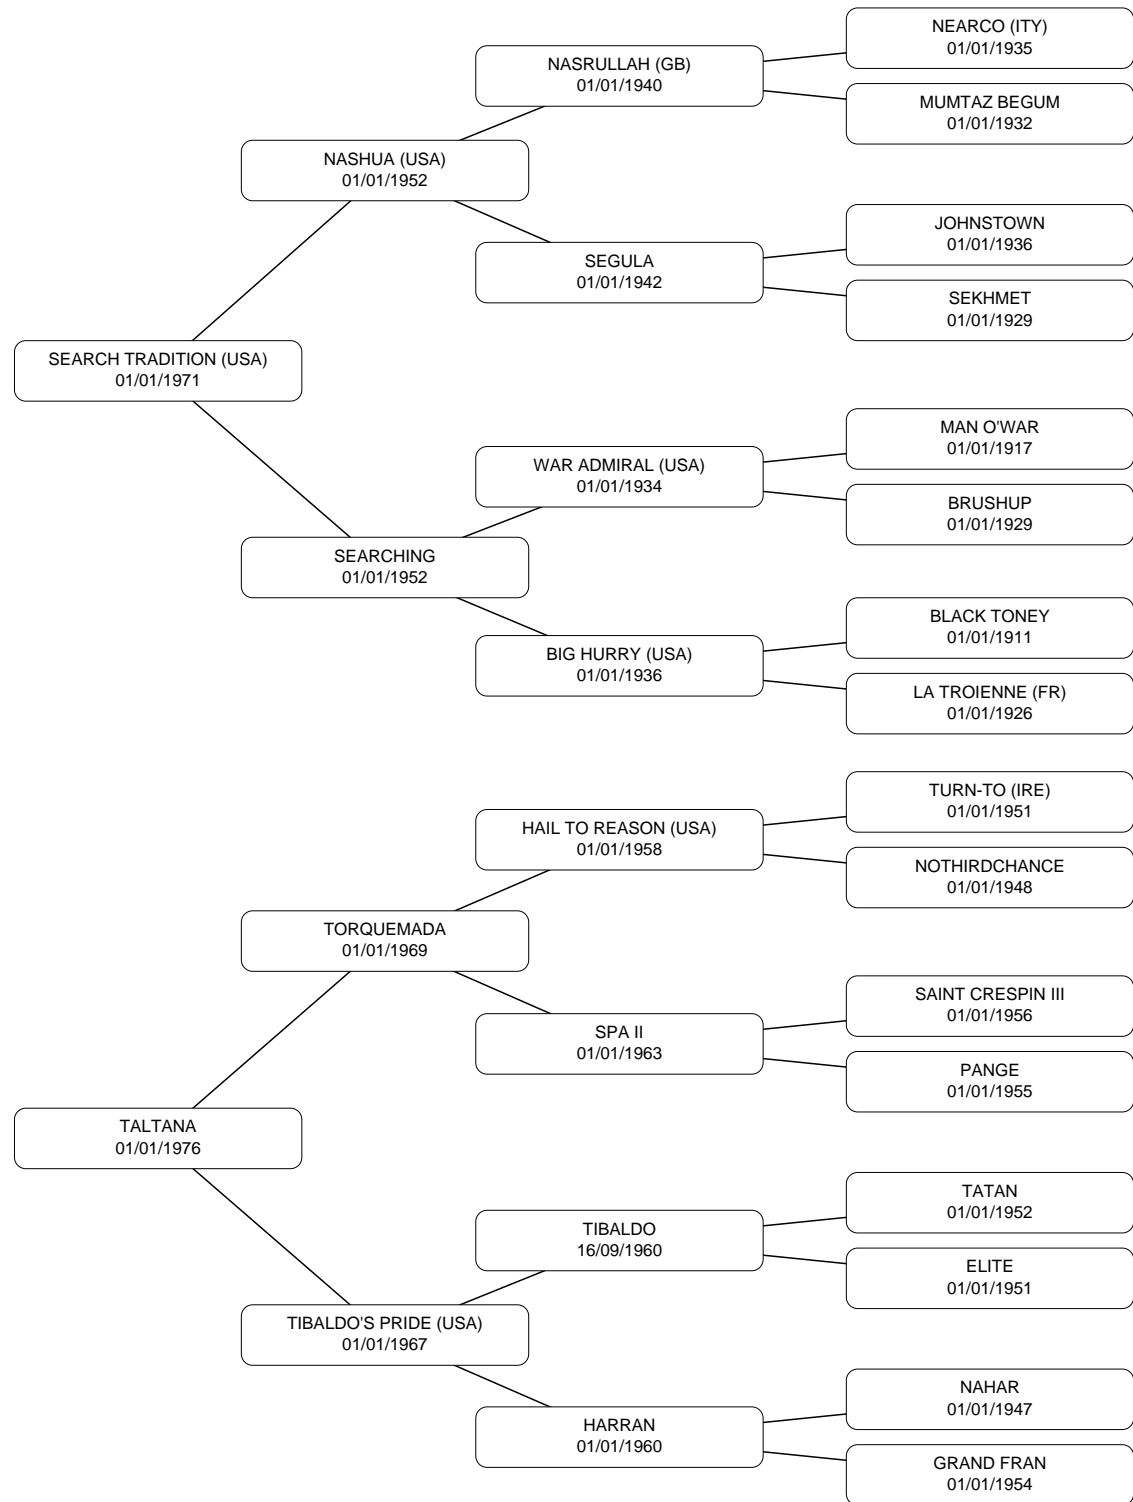 NEARCO (ITY)
01/01/1935
NASRULLAH (GB)
01/01/1940
MUMTAZ BEGUM
01/01/1932
NASHUA (USA)
01/01/1952
JOHNSTOWN
01/01/1936
SEGULA
01/01/1942
SEKHMET
01/01/1929
SEARCH TRADITION (USA)
01/01/1971
MAN O'WAR
01/01/1917
WAR ADMIRAL (USA)
01/01/1934
BRUSHUP
01/01/1929
SEARCHING
01/01/1952
BLACK TONEY
01/01/1911
BIG HURRY (USA)
01/01/1936
LA TROIENNE (FR)
01/01/1926
TURN-TO (IRE)
01/01/1951
HAIL TO REASON (USA)
01/01/1958
NOTHIRDCHANCE
01/01/1948
TORQUEMADA
01/01/1969
SAINT CRESPIN III
01/01/1956
SPA II
01/01/1963
PANGE
01/01/1955
TALTANA
01/01/1976
TATAN
01/01/1952
TIBALDO
16/09/1960
ELITE
01/01/1951
TIBALDO'S PRIDE (USA)
01/01/1967
NAHAR
01/01/1947
HARRAN
01/01/1960
GRAND FRAN
01/01/1954